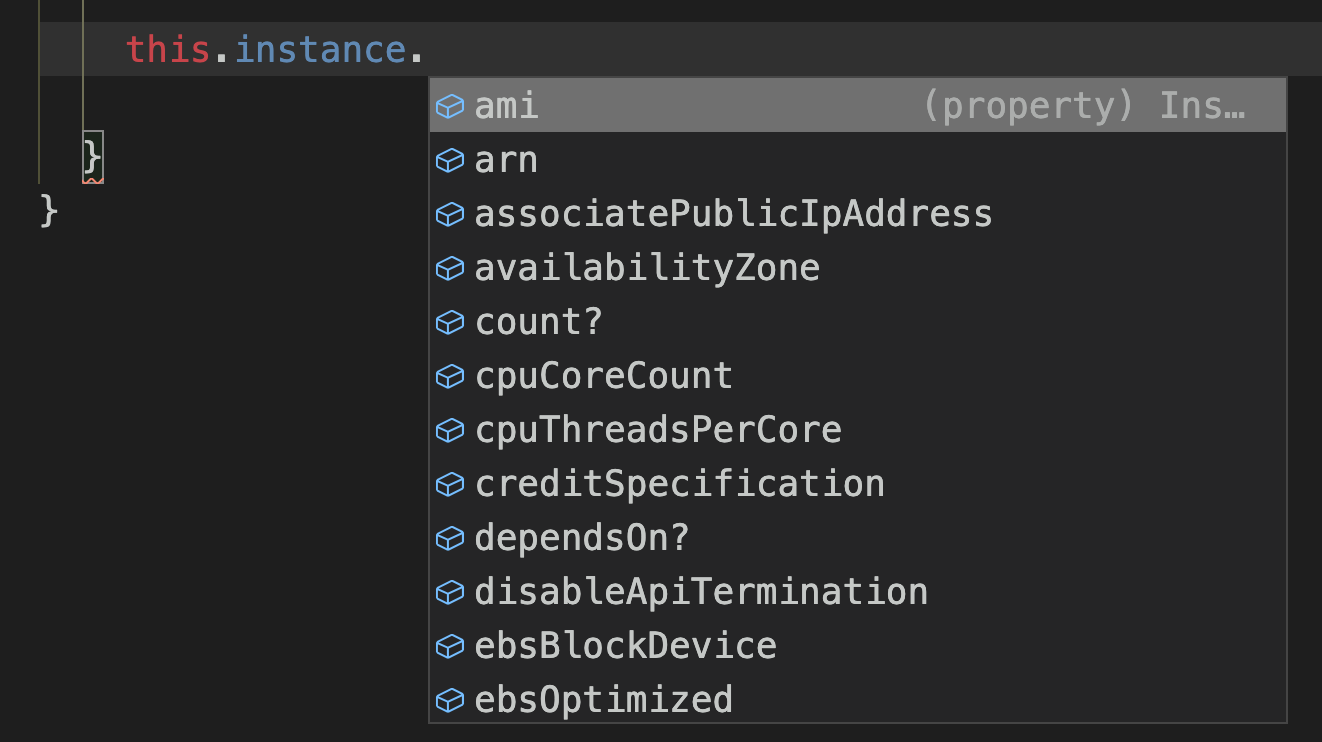 this.instance.
ami (property) Ins…
arn
associatePublicIpAddress
}
availabilityZone
}
count?
cpuCoreCount
cpuThreadsPerCore
creditSpecification
dependsOn?
disableApiTermination
ebsBlockDevice
ebsOptimized